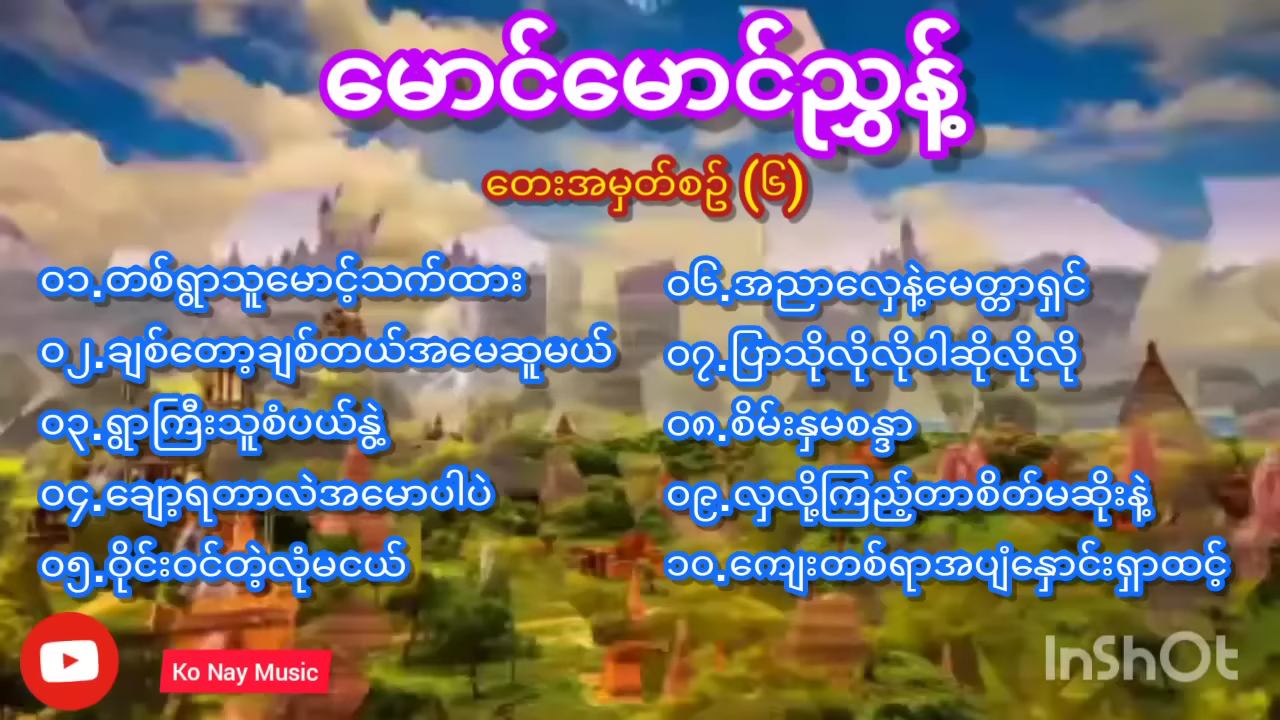 မောင်မောင်ညွှန့်
တေးအမှတ်စဉ် (၆)
၀၁.တစ်ရွာသူမောင့်သက်ထား
၀၂.ချစ်တော့ချစ်တယ်အမေဆူမယ်
၀၃.ရွာကြီးသူစံပယ်နွဲ့
၀၄.ချော့ရတာလဲအမောပါပဲ
၀၅.ဝိုင်းဝင်တဲ့လုံမငယ်
၀၆.အညာလှေနဲ့မေတ္တာရှင်
၀၇.ပြာသိုလိုလိုဝါဆိုလိုလို
၀၈.စိမ်းနှမစန္ဒာ
၀၉.လှလို့ကြည့်တာစိတ်မဆိုးနဲ့
၁၀.ကျေးတစ်ရာအပျံနှောင်းရှာထင့်
Ko Nay Music
InShOt